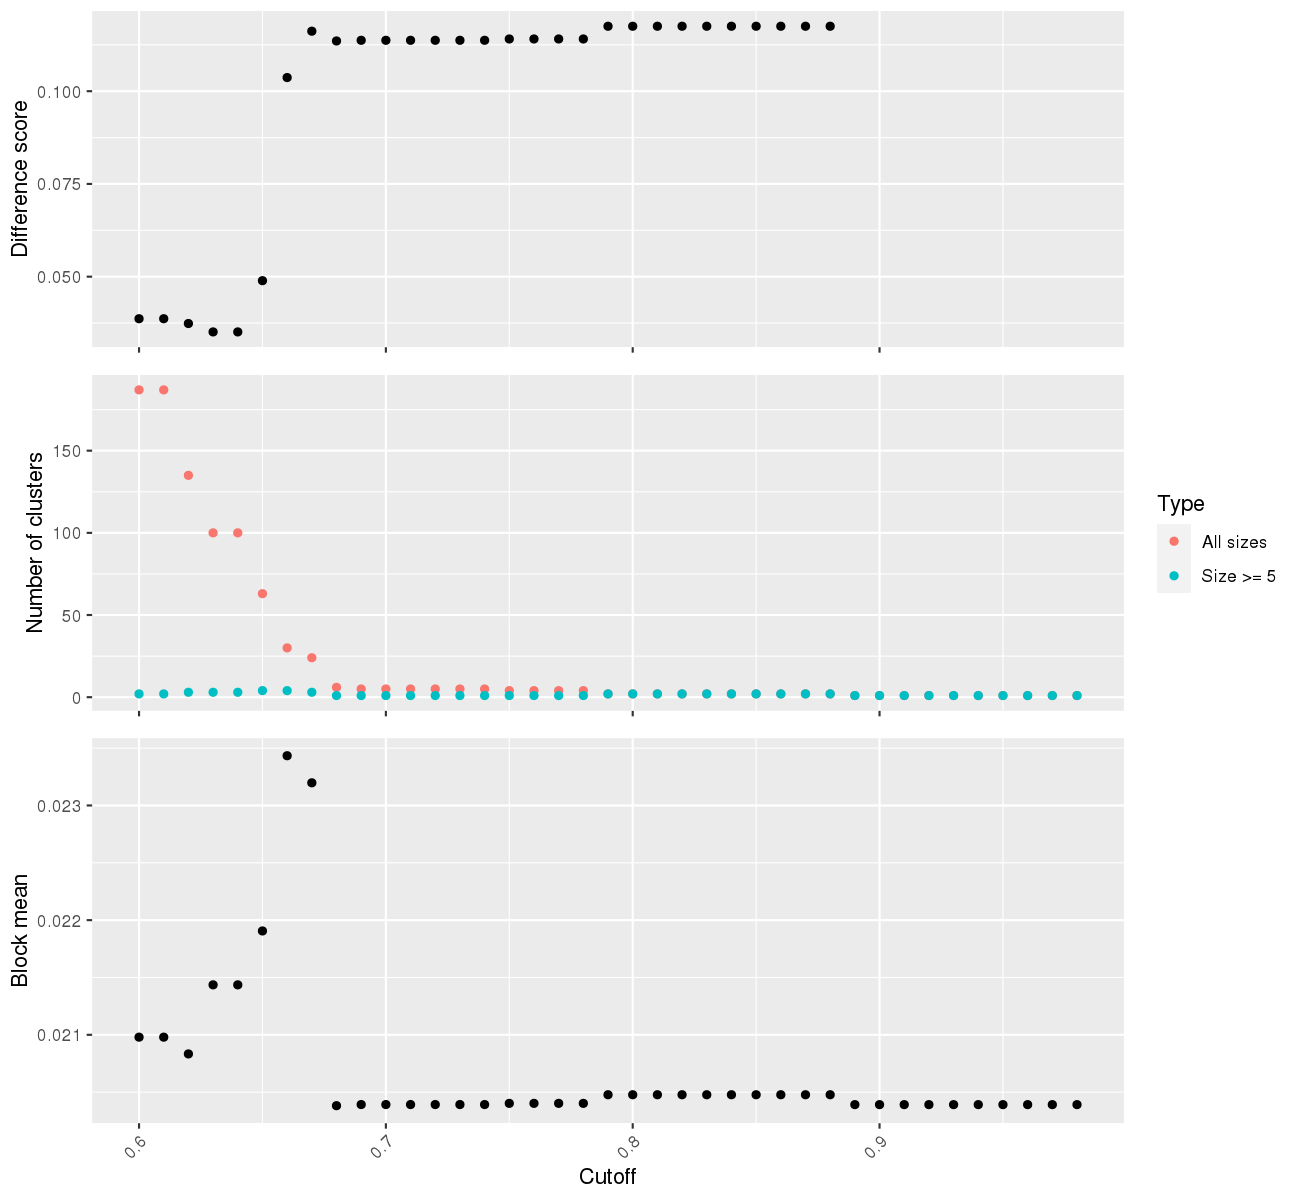 Difference score
0.100
0.075
0.050
Number of clusters
150
100
50
0
Type
All sizes
Size >= 5
Block mean
0.023
0.022
0.021
0.6
0.7
0.8
0.9
Cutoff